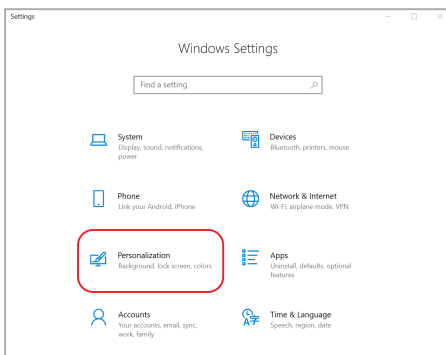 Settings
Windows Settings
Find a setting
System
Display, sound, notifications,
power
Devices
Bluetooth, printers, mouse
Phone
Link your Android, iPhone
Network & Internet
Wi-Fi, airplane mode, VPN
Personalization
Background, lock screen, colors
Apps
Uninstall, defaults, optional
features
Accounts
Your accounts, email, sync,
work, family
Time & Language
Speech, region, date